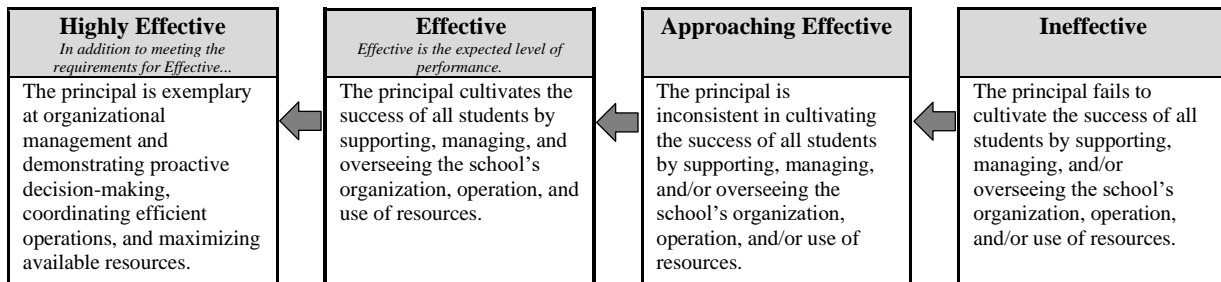 Highly Effective
In addition to meeting the
requirements for Effective...
The principal is exemplary
at organizational
management and
demonstrating proactive
decision-making,
coordinating efficient
operations, and maximizing
available resources.
Effective
Effective is the expected level of
performance.
The principal cultivates the
success of all students by
supporting, managing, and
overseeing the school’s
organization, operation, and
use of resources.
Approaching Effective
The principal is
inconsistent in cultivating
the success of all students
by supporting, managing,
and/or overseeing the
school’s organization,
operation, and/or use of
resources.
Ineffective
The principal fails to
cultivate the success of all
students by supporting,
managing, and/or
overseeing the school’s
organization, operation,
and/or use of resources.